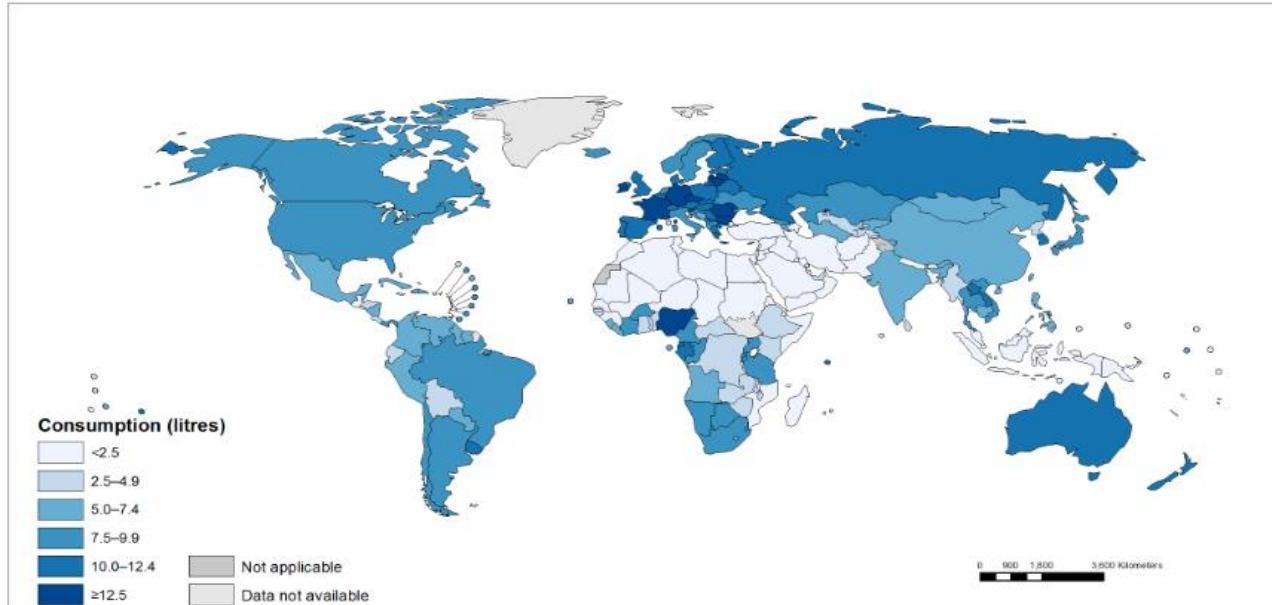 Consumption (litres)
<2.5
2.5–4.9
5.0–7.4
7.5–9.9
10.0–12.4
≥12.5
Not applicable
Data not available
0 900 1,800 3,600 Kilometers